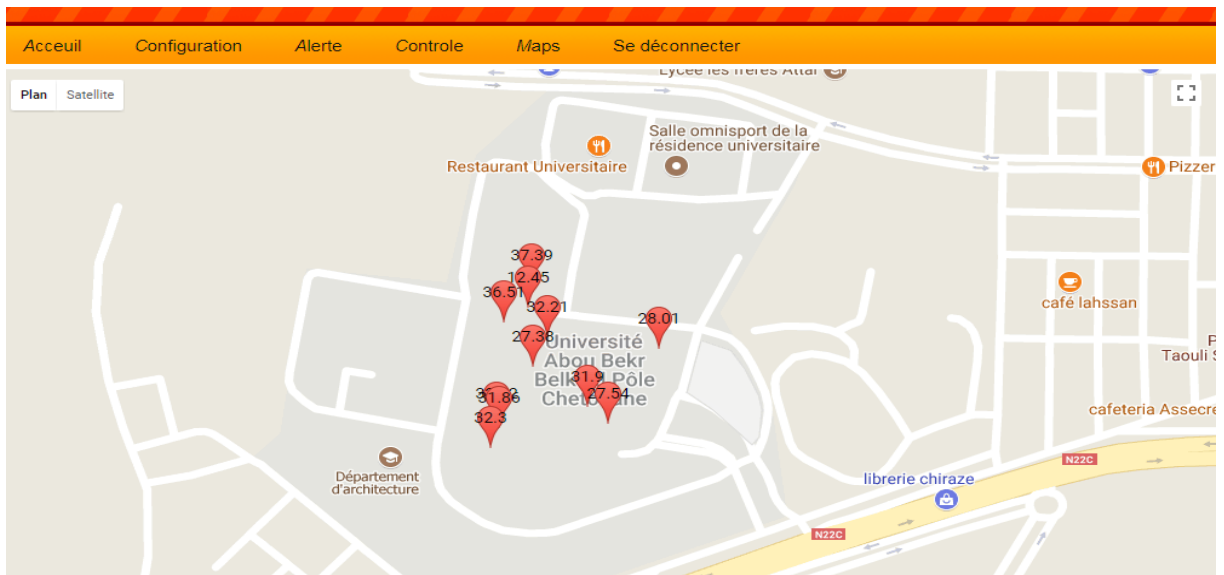 Acceuil Configuration Alerte Controle Maps Se déconnecter
Lycée les frères Attar
Plan Satellite
Salle omnisport de la
résidence universitaire
Restaurant Universitaire
Pizzer
37.39
12.45
36.51
32.21
café lahssan
28.01
27.38
Université
Abou Bekr
Pôle
31.9
27.54
31.86
32.3
Taouli S
cafeteria Assecre
Département
d'architecture
N22C
librerie chiraze
N22C